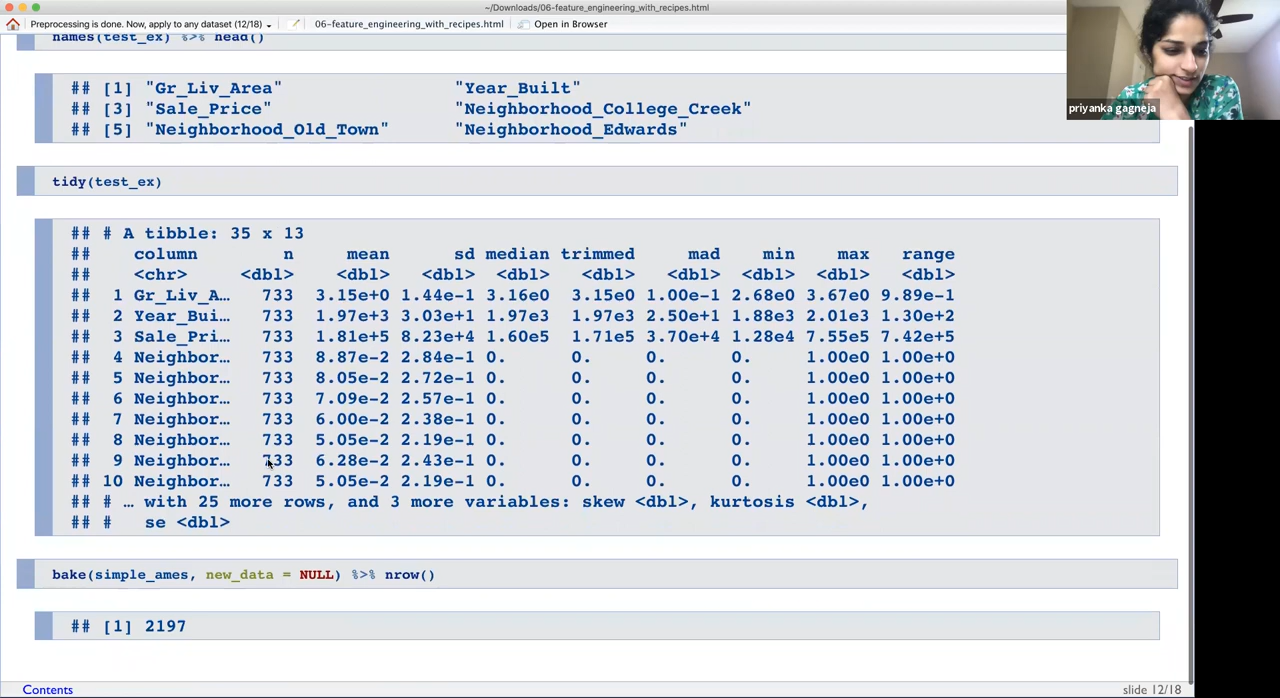 ~/Downloads/06-feature_engineering_with_recipes.html
Preprocessing is done. Now, apply to any dataset (12/18)
06-feature_engineering_with_recipes.html
Open in Browser
names(test_ex) %>% head()
priyanka gagneja
## [1] "Gr_Liv_Area" "Year_Built"
## [3] "Sale_Price" "Neighborhood_College_Creek"
## [5] "Neighborhood_Old_Town" "Neighborhood_Edwards"
tidy(test_ex)
## # A tibble: 35 x 13
## column n mean sd median trimmed mad min max range
## <chr> <dbl> <dbl> <dbl> <dbl> <dbl> <dbl> <dbl> <dbl> <dbl>
## 1 Gr_Liv_A… 733 3.15e+0 1.44e-1 3.16e0 3.15e0 1.00e-1 2.68e0 3.67e0 9.89e-1
## 2 Year_Bui… 733 1.97e+3 3.03e+1 1.97e3 1.97e3 2.50e+1 1.88e3 2.01e3 1.30e+2
## 3 Sale_Pri… 733 1.81e+5 8.23e+4 1.60e5 1.71e5 3.70e+4 1.28e4 7.55e5 7.42e+5
## 4 Neighbor… 733 8.87e-2 2.84e-1 0. 0. 0. 0. 1.00e0 1.00e+0
## 5 Neighbor… 733 8.05e-2 2.72e-1 0. 0. 0. 0. 1.00e0 1.00e+0
## 6 Neighbor… 733 7.09e-2 2.57e-1 0. 0. 0. 0. 1.00e0 1.00e+0
## 7 Neighbor… 733 6.00e-2 2.38e-1 0. 0. 0. 0. 1.00e0 1.00e+0
## 8 Neighbor… 733 5.05e-2 2.19e-1 0. 0. 0. 0. 1.00e0 1.00e+0
## 9 Neighbor… 733 6.28e-2 2.43e-1 0. 0. 0. 0. 1.00e0 1.00e+0
## 10 Neighbor… 733 5.05e-2 2.19e-1 0. 0. 0. 0. 1.00e0 1.00e+0
## # … with 25 more rows, and 3 more variables: skew <dbl>, kurtosis <dbl>,
## # se <dbl>
bake(simple_ames, new_data = NULL) %>% nrow()
## [1] 2197
Contents
slide 12/18